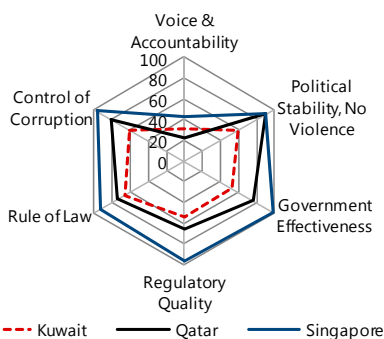 Voice &
Accountability
100
80
60
40
20
0
Political
Stability, No
Violence
Government
Effectiveness
Regulatory
Quality
Rule of Law
Control of
Corruption
Kuwait
Qatar
Singapore